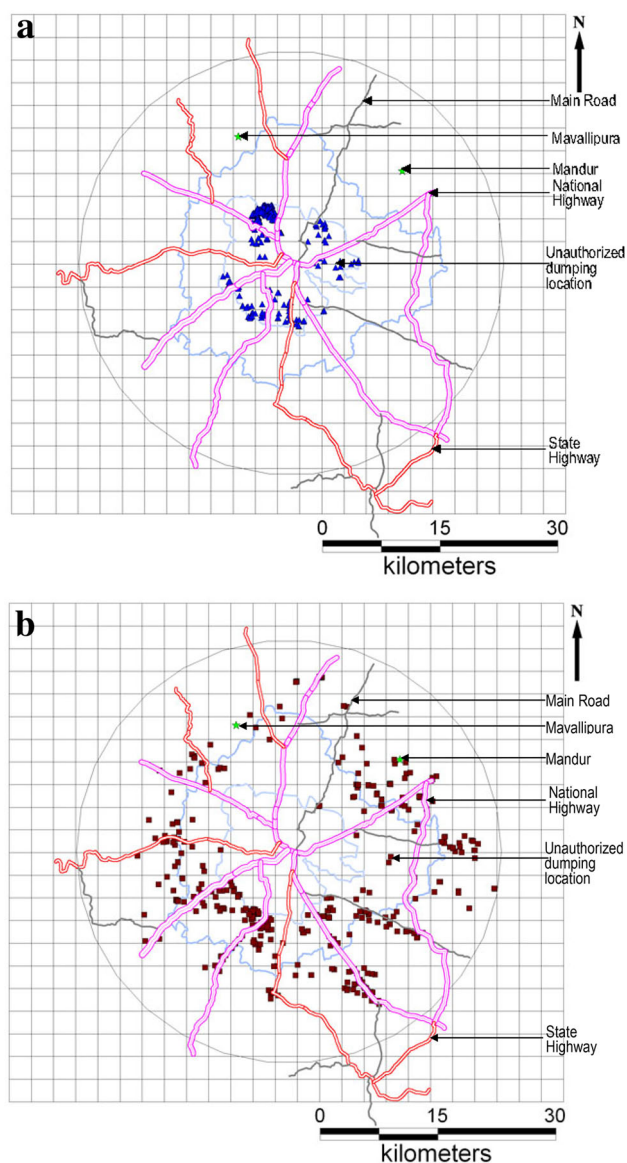 a
N
Main Road
Mavallipura
Mandur
National
Highway
Unauthorized
dumping
location
State
Highway
0 15 30
kilometers
b
N
Main Road
Mavallipura
Mandur
National
Highway
Unauthorized
dumping
location
State
Highway
0 15 30
kilometers